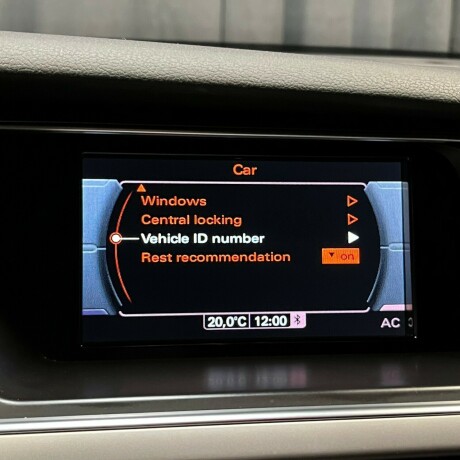 Car
Windows
Central locking
Vehicle ID number
Rest recommendation on
20,0°C 12:00
AC